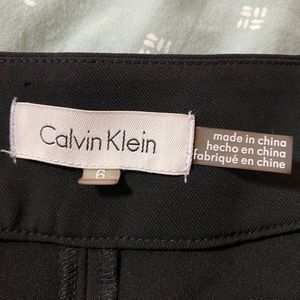 Calvin Klein
6
made in china
hecho en china
fabriqué en chine